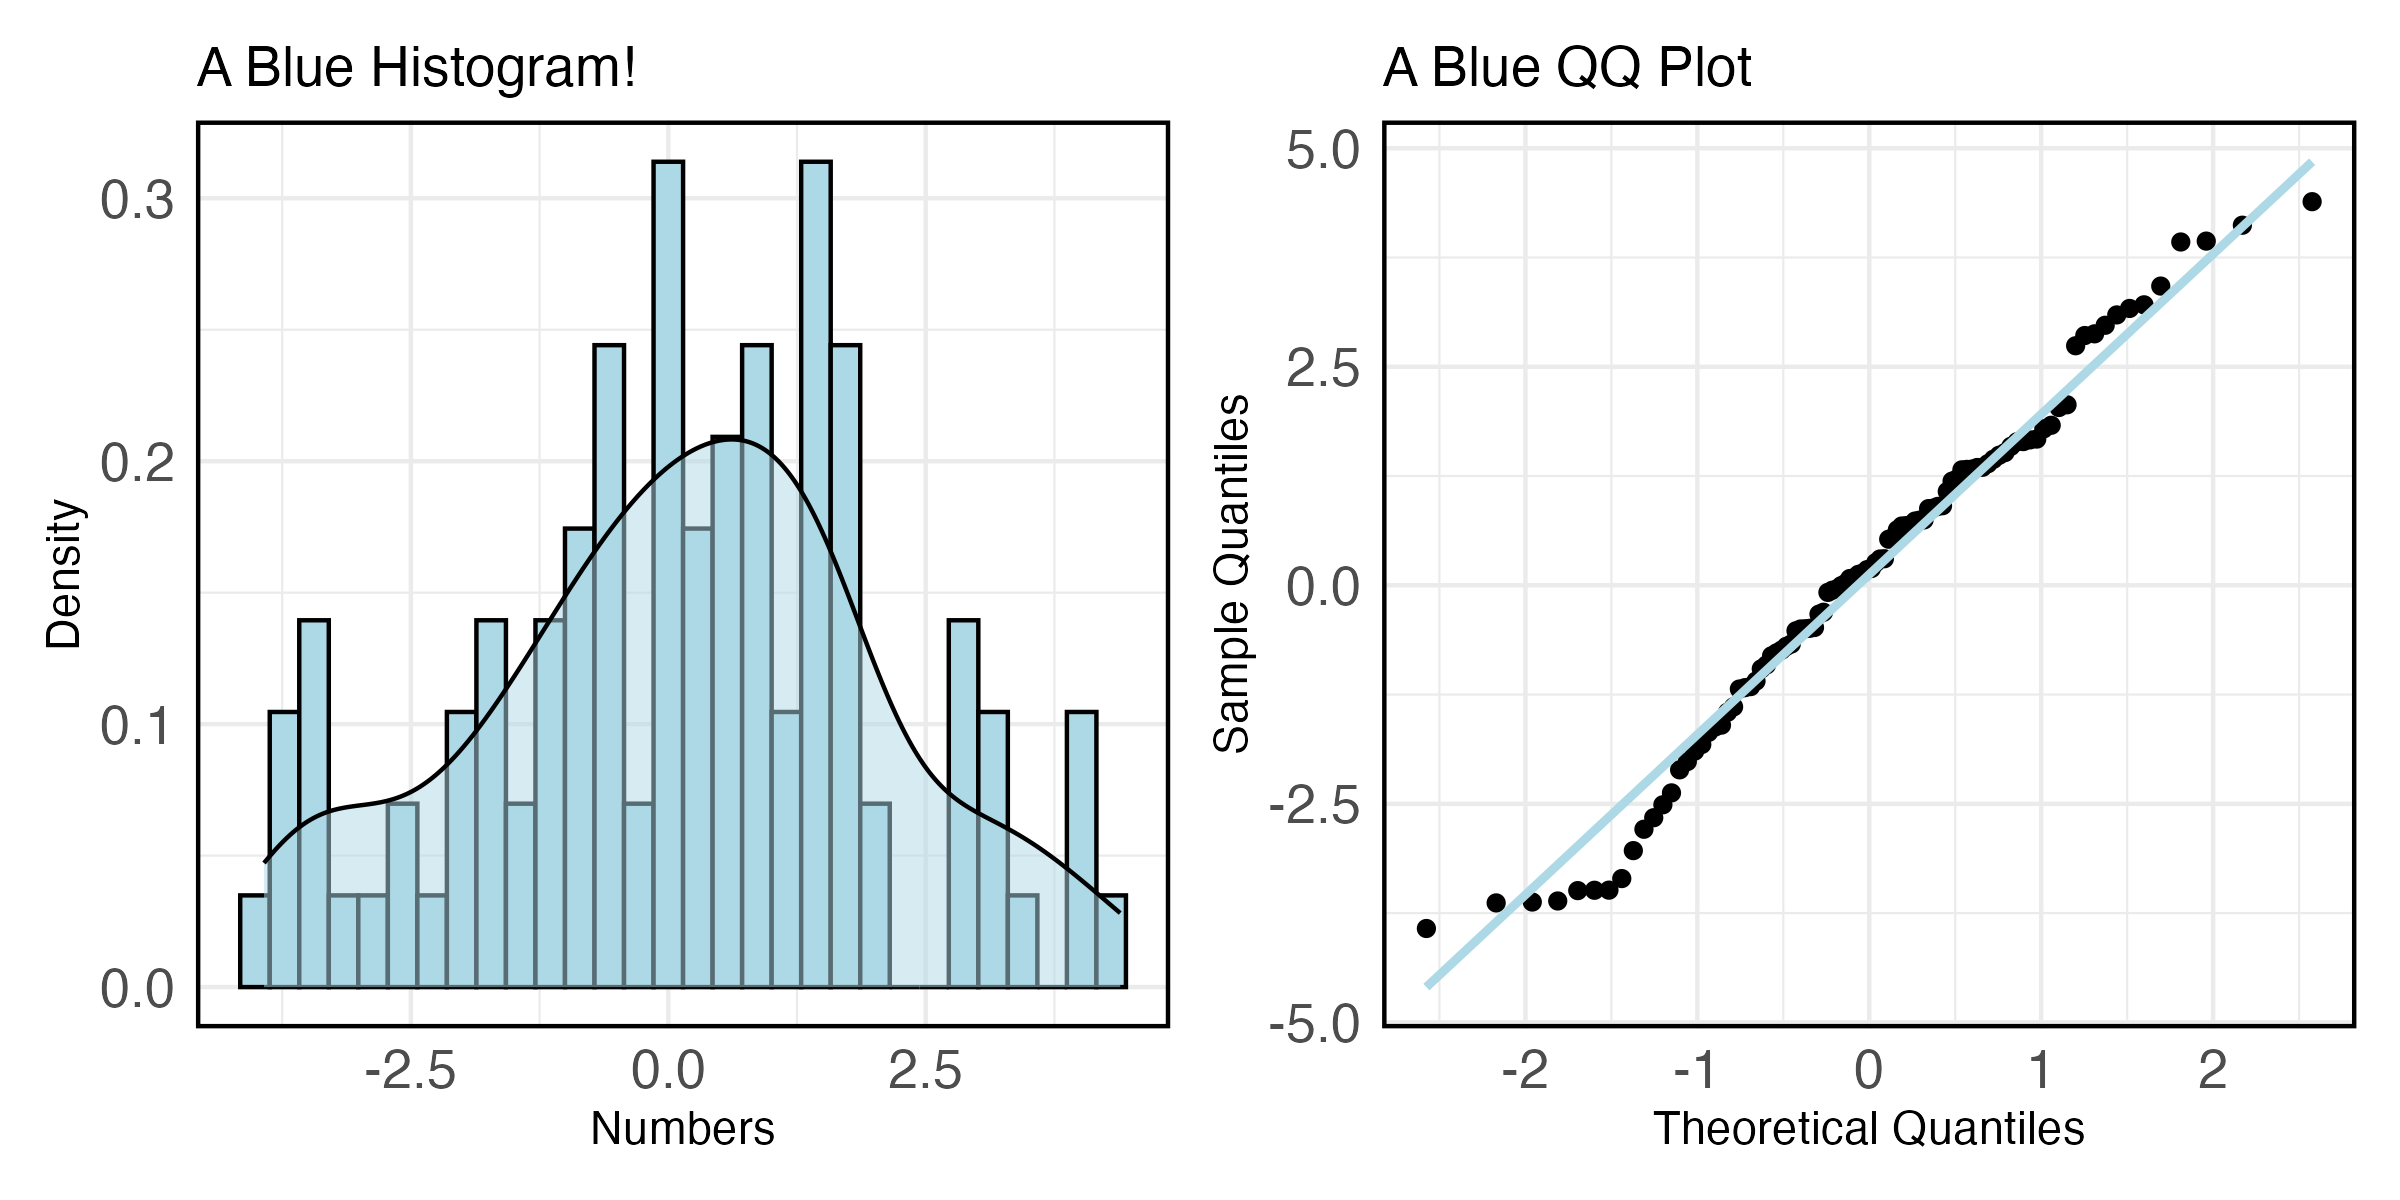 A Blue Histogram!
0.3
0.2
0.1
0.0
Density
-2.5 0.0 2.5
Numbers
A Blue QQ Plot
5.0
2.5
0.0
-2.5
-5.0
Sample Quantiles
-2 -1 0 1 2
Theoretical Quantiles